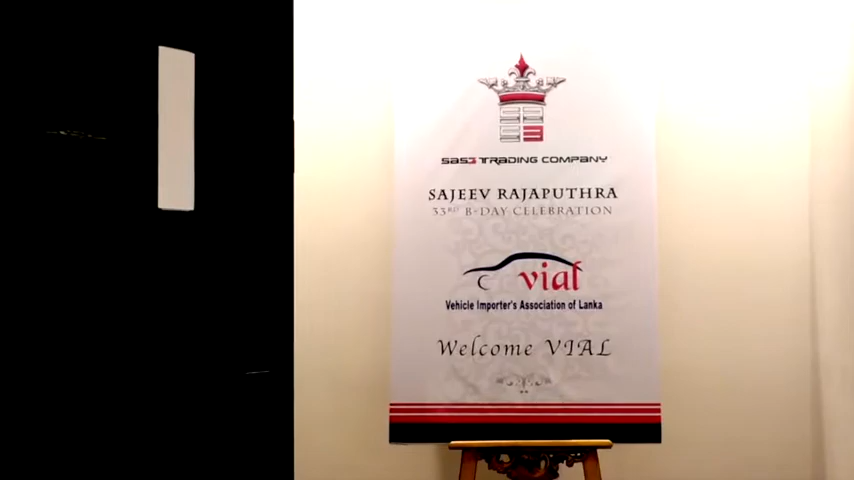 SAS3 TRADING COMPANY
SAJEEV RAJAPUTHRA
33RD B-DAY CELEBRATION
vial
Vehicle Importer's Association of Lanka
Welcome VIAL